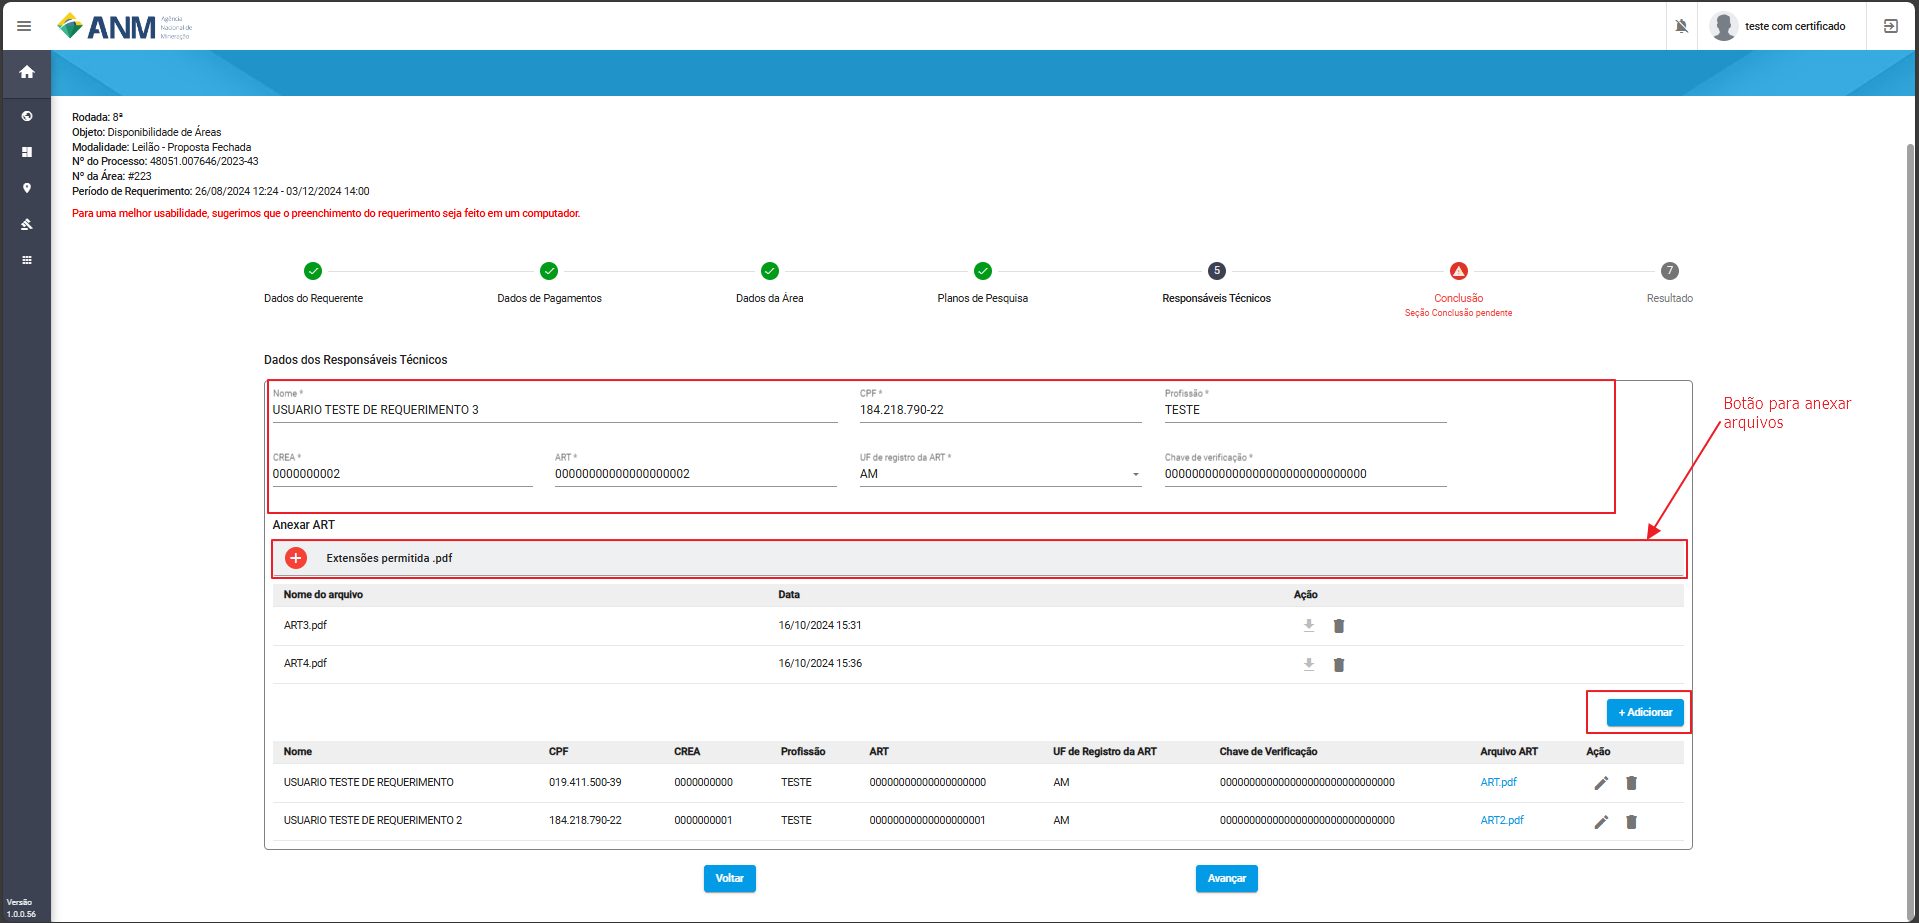 ANM
Agência
Nacional de
Mineração
teste com certificado
Rodada: 8ª
Objeto: Disponibilidade de Áreas
Modalidade: Leilão - Proposta Fechada
Nº do Processo: 48051.007646/2023-43
Nº da Área: #223
Período de Requerimento: 26/08/2024 12:24 - 03/12/2024 14:00
Para uma melhor usabilidade, sugerimos que o preenchimento do requerimento seja feito em um computador.
5
7
Dados do Requerente
Dados de Pagamentos
Dados da Área
Planos de Pesquisa
Responsáveis Técnicos
Conclusão
Resultado
Seção Conclusão pendente
Dados dos Responsáveis Técnicos
Nome * CPF * Profissão *
USUARIO TESTE DE REQUERIMENTO 3 184.218.790-22 TESTE
Botão para anexar
arquivos
CREA * ART * UF de registro da ART * Chave de verificação *
0000000002 00000000000000000002 AM 000000000000000000000000000000
Anexar ART
+ Extensões permitida .pdf
Nome do arquivo Data Ação
ART3.pdf 16/10/2024 15:31
ART4.pdf 16/10/2024 15:36
+ Adicionar
Nome CPF CREA Profissão ART UF de Registro da ART Chave de Verificação Arquivo ART Ação
USUARIO TESTE DE REQUERIMENTO 019.411.500-39 0000000000 TESTE 00000000000000000000 AM 000000000000000000000000000000 ART.pdf
USUARIO TESTE DE REQUERIMENTO 2 184.218.790-22 0000000001 TESTE 00000000000000000001 AM 000000000000000000000000000000 ART2.pdf
Voltar
Avançar
Versão
1.0.0.56